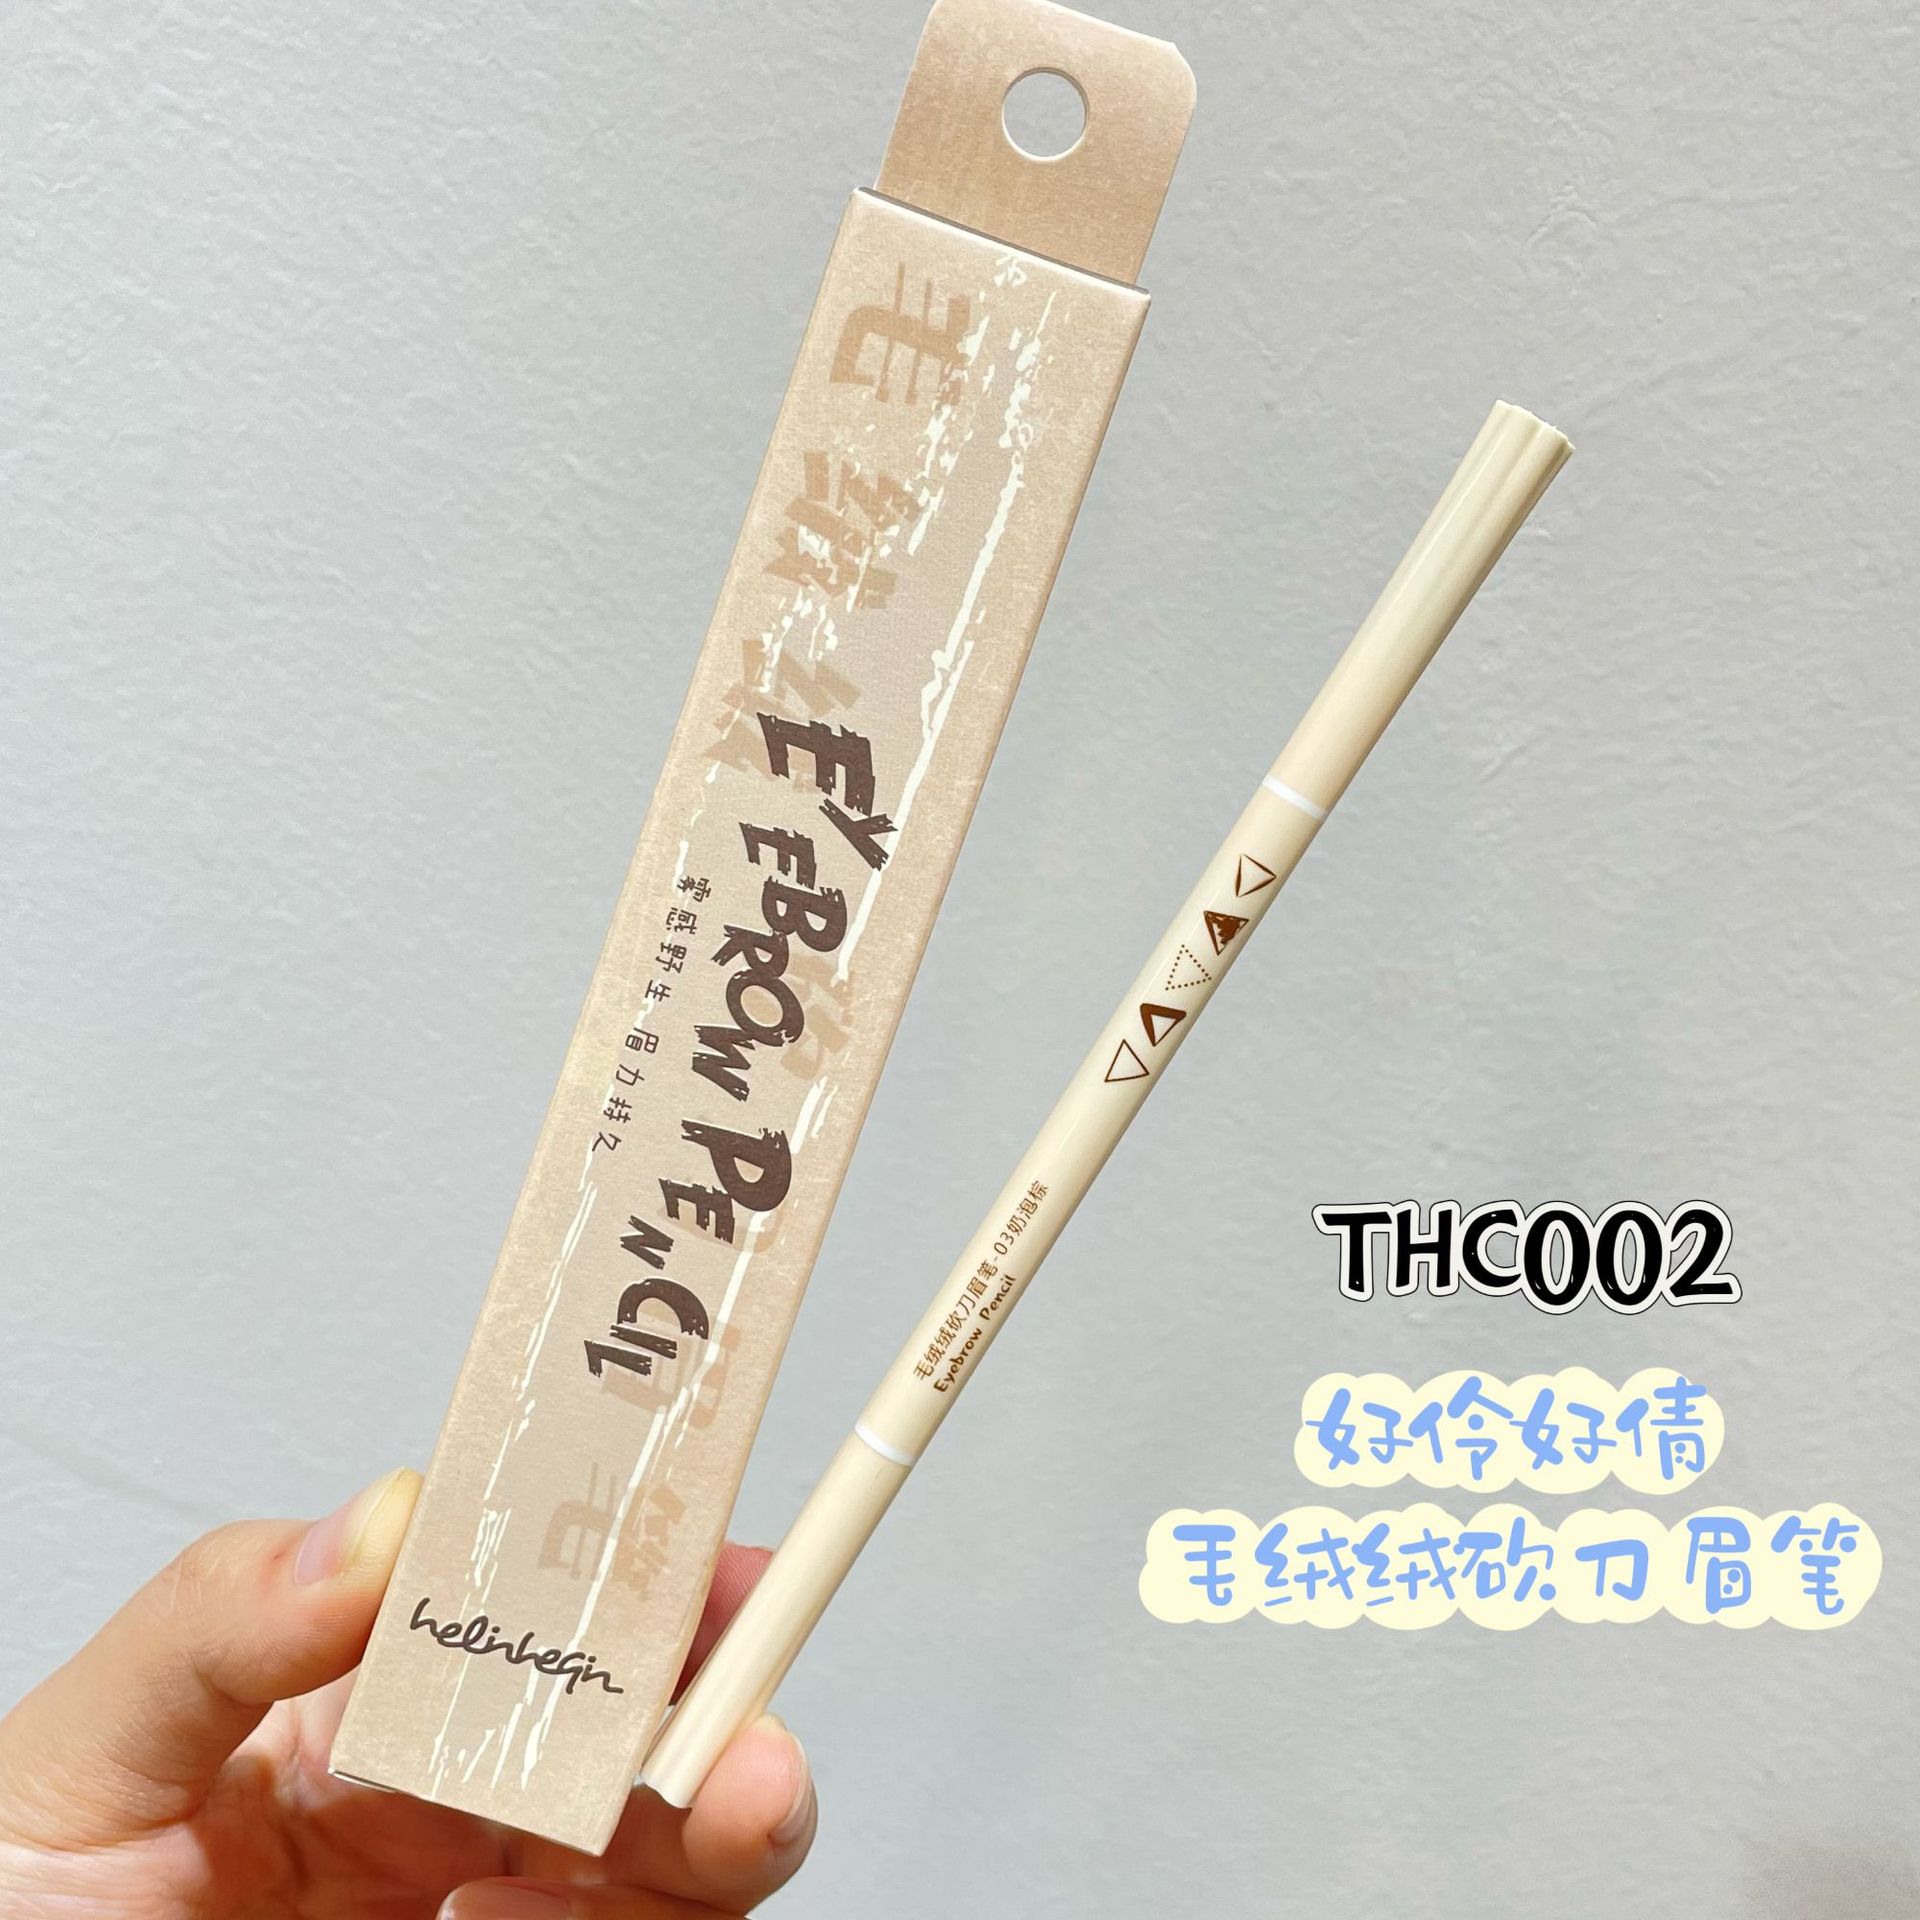 EYEBROW PENCIL
雾感野生 眉力持久
helinheqin
毛绒绒砍刀眉笔-03奶泡棕
Eyebrow Pencil
THC002
好伶好倩
毛绒绒砍刀眉笔